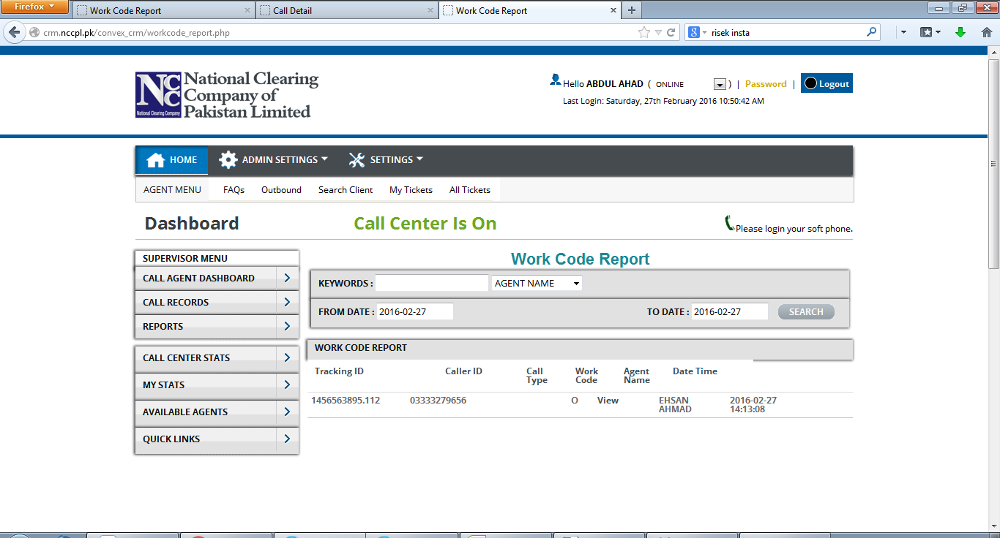 Firefox
Work Code Report
Call Detail
Work Code Report
crm.nccpl.pk/convex_crm/workcode_report.php
risek insta
NCC
National Clearing Company
National Clearing
Company of
Pakistan Limited
Hello ABDUL AHAD ( ONLINE ) | Password | Logout
Last Login: Saturday, 27th February 2016 10:50:42 AM
HOME ADMIN SETTINGS SETTINGS
AGENT MENU FAQs Outbound Search Client My Tickets All Tickets
Dashboard Call Center Is On Please login your soft phone.
SUPERVISOR MENU
CALL AGENT DASHBOARD
CALL RECORDS
REPORTS
CALL CENTER STATS
MY STATS
AVAILABLE AGENTS
QUICK LINKS
Work Code Report
KEYWORDS : AGENT NAME
FROM DATE : 2016-02-27 TO DATE : 2016-02-27 SEARCH
WORK CODE REPORT
Tracking ID Caller ID Call Type Work Code Agent Name Date Time
1456563895.112 03333279656 O View EHSAN AHMAD 2016-02-27 14:13:08